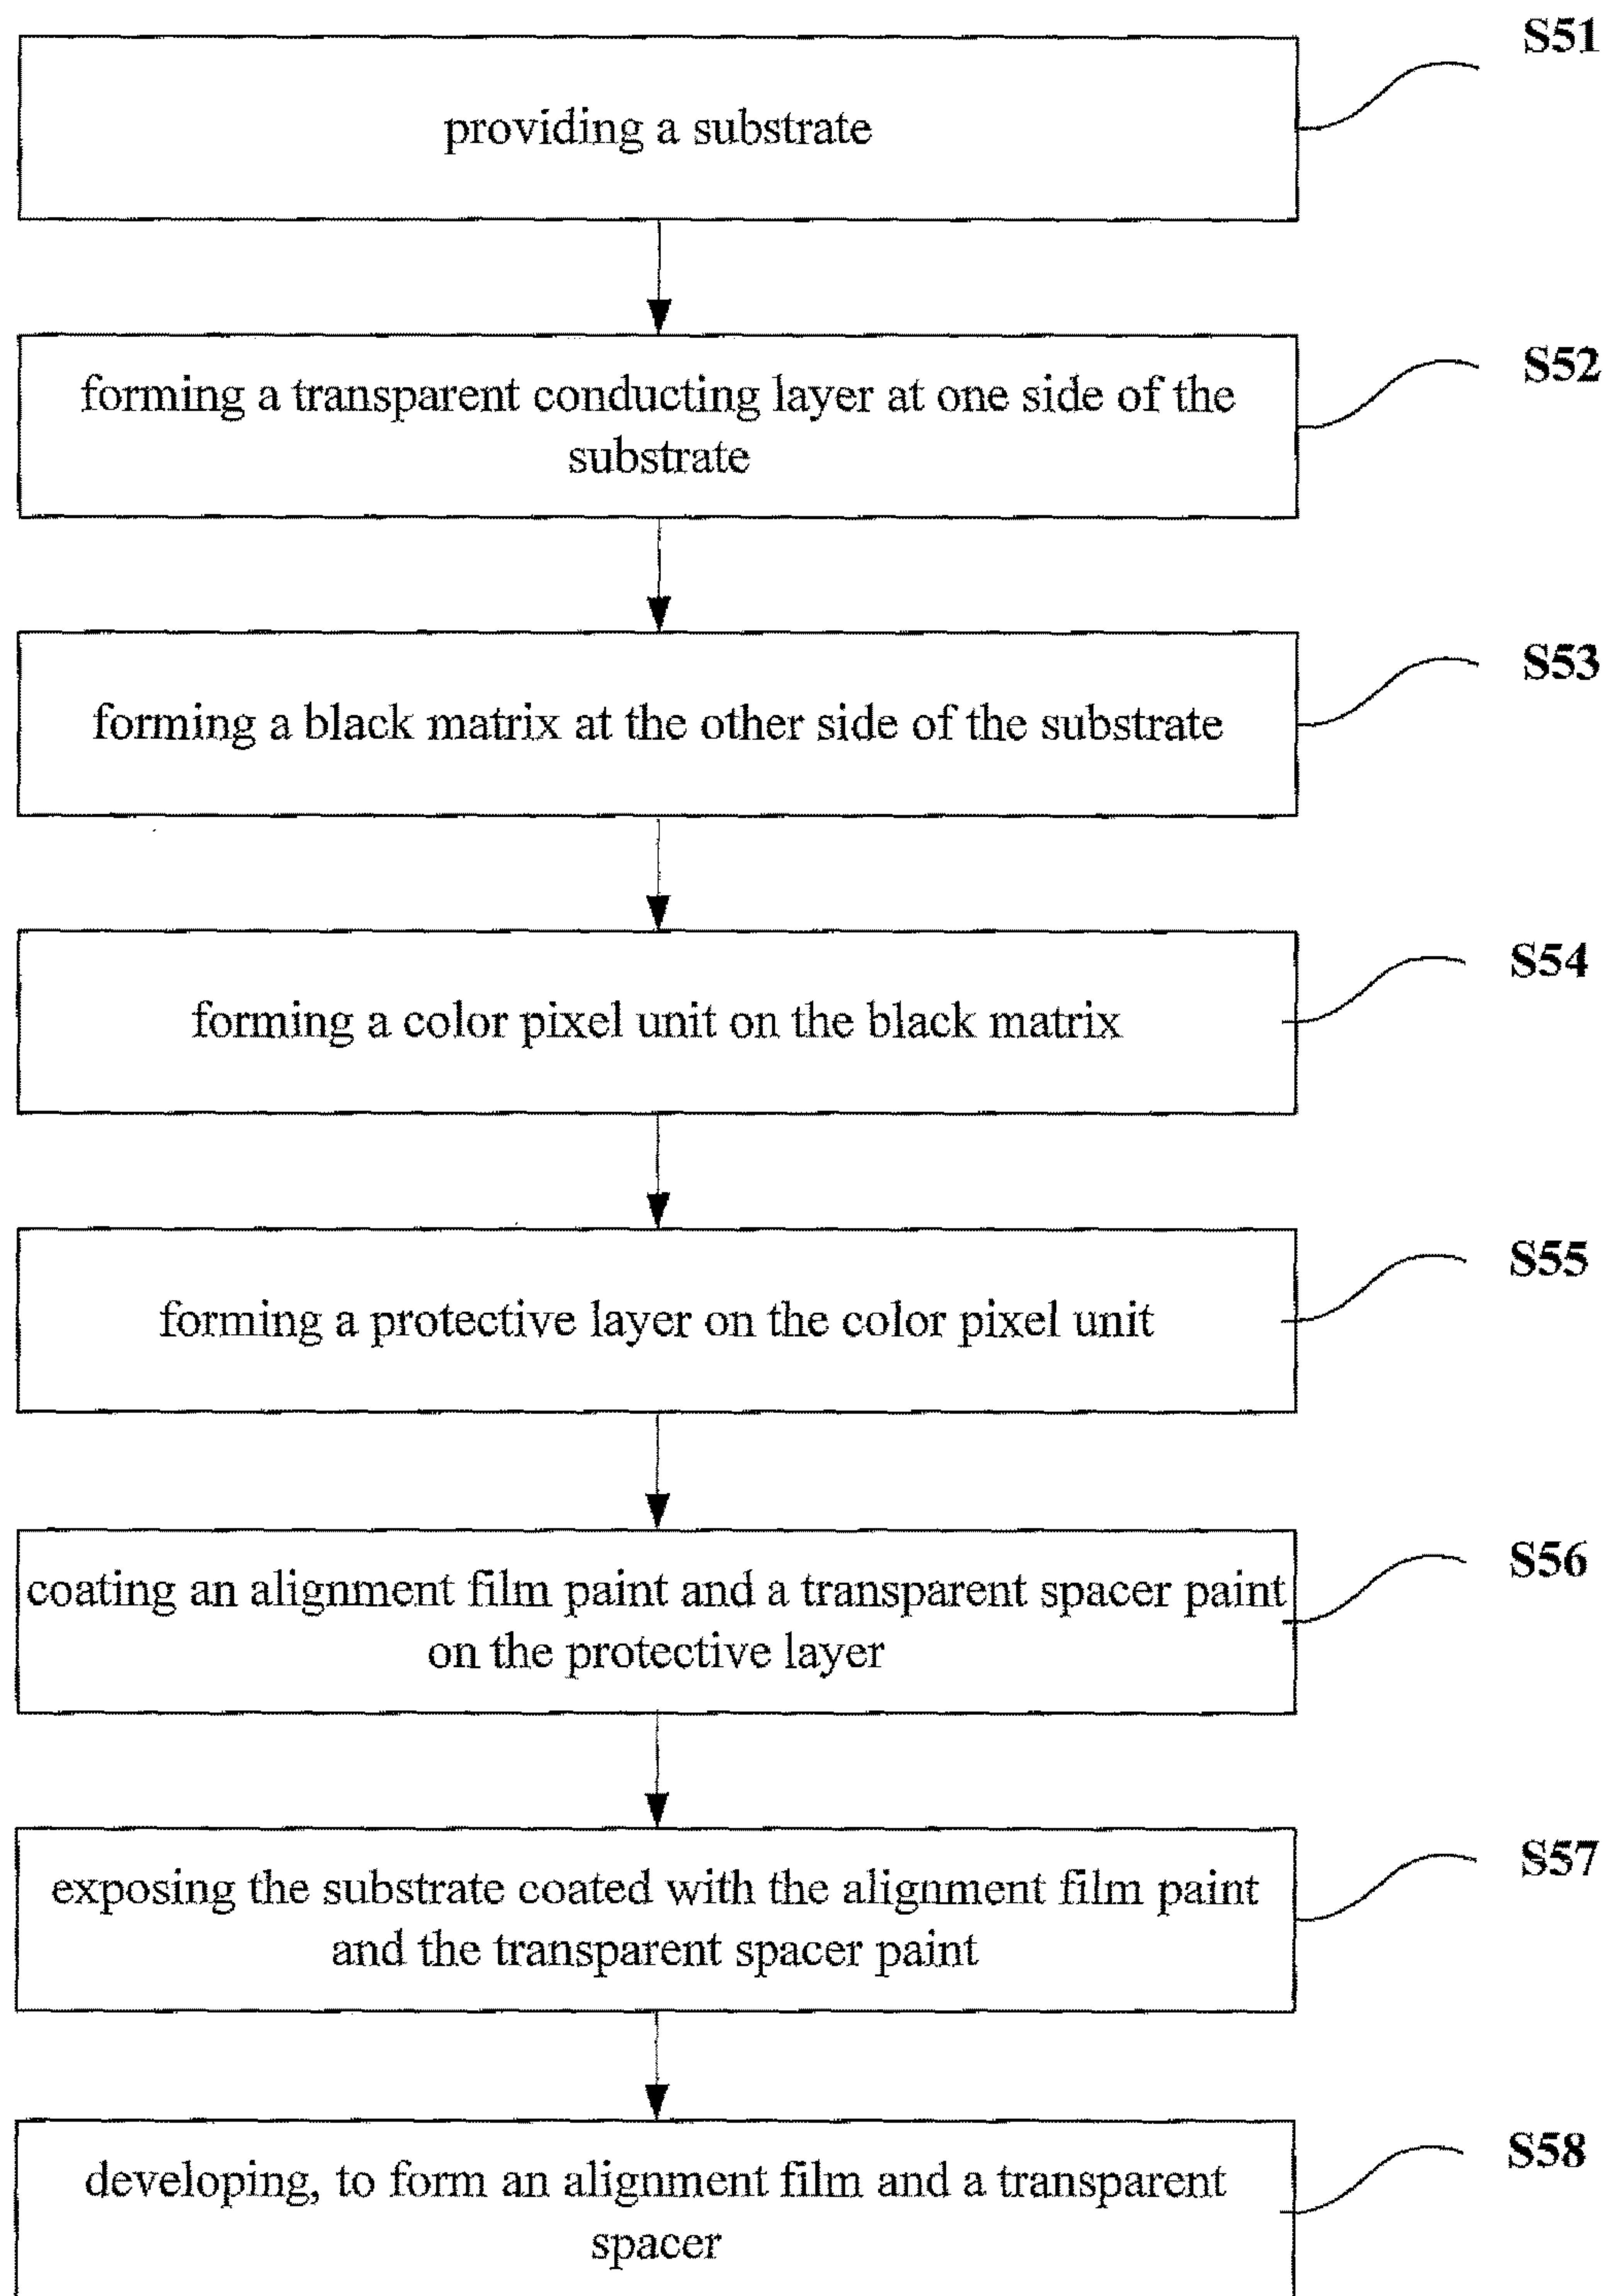 S51
providing a substrate
S52
forming a transparent conducting layer at one side of the
substrate
S53
forming a black matrix at the other side of the substrate
S54
forming a color pixel unit on the black matrix
S55
forming a protective layer on the color pixel unit
S56
coating an alignment film paint and a transparent spacer paint
on the protective layer
S57
exposing the substrate coated with the alignment film paint
and the transparent spacer paint
S58
developing, to form an alignment film and a transparent
spacer